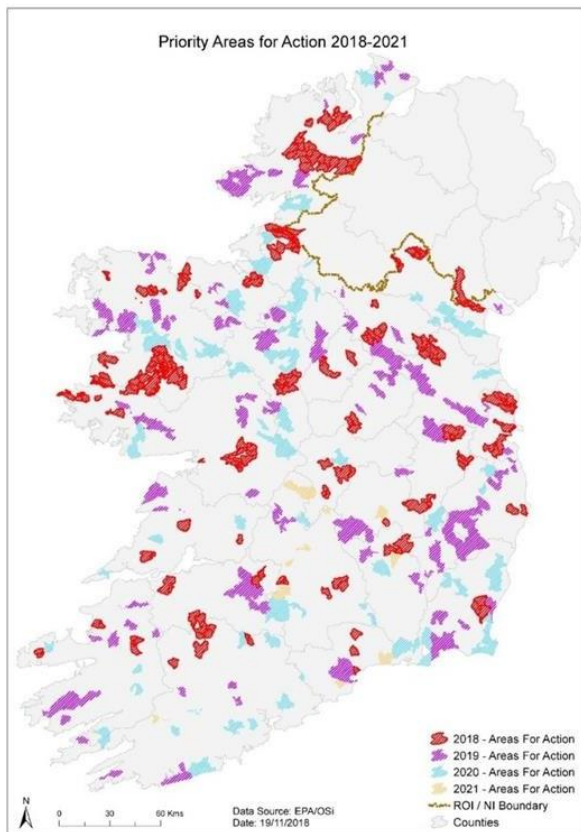 Priority Areas for Action 2018-2021
2018 - Areas For Action
2019 - Areas For Action
2020 - Areas For Action
2021 - Areas For Action
ROI / NI Boundary
Counties
N
0 30 60 Kms
Data Source: EPA/OSi
Date: 19/11/2018